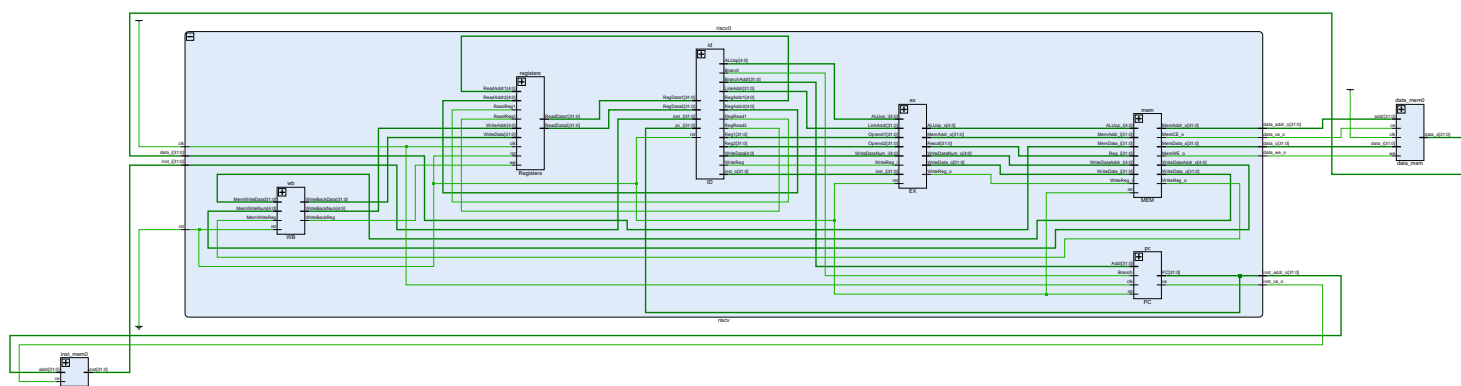 riscv0
id
ALUop[4:0]
Branch
BranchAddr[31:0]
LinkAddr[31:0]
RegAddr1[4:0]
RegAddr2[4:0]
RegRead1
RegRead2
Reg1[31:0]
Reg2[31:0]
WriteData[4:0]
WriteReg
inst_o[31:0]
RegData1[31:0]
RegData2[31:0]
inst_i[31:0]
pc_i[31:0]
rst
ID
registers
ReadAddr1[4:0]
ReadAddr2[4:0]
ReadReg1
ReadReg2
WriteAddr[4:0]
WriteData[31:0]
clk
rst
we
ReadData1[31:0]
ReadData2[31:0]
Registers
ex
ALUop_i[4:0]
LinkAddr[31:0]
Oprend1[31:0]
Oprend2[31:0]
WriteDataNum_i[4:0]
WriteReg_i
inst_i[31:0]
rst
ALUop_o[4:0]
MemAddr_o[31:0]
Result[31:0]
WriteDataNum_o[4:0]
WriteData_o[31:0]
WriteReg_o
EX
mem
ALUop_i[4:0]
MemAddr_i[31:0]
MemData_i[31:0]
Reg_i[31:0]
WriteDataAddr_i[4:0]
WriteData_i[31:0]
WriteReg_i
rst
MemAddr_o[31:0]
MemCE_o
MemData_o[31:0]
MemWE_o
WriteDataAddr_o[4:0]
WriteData_o[31:0]
WriteReg_o
MEM
data_addr_o[31:0]
data_ce_o
data_o[31:0]
data_we_o
data_mem0
addr[31:0]
ce
clk
data_i[31:0]
we
data_o[31:0]
data_mem
clk
data_i[31:0]
inst_i[31:0]
rst
wb
MemWriteData[31:0]
MemWriteNum[4:0]
MemWriteReg
rst
WriteBackData[31:0]
WriteBackNum[4:0]
WriteBackReg
WB
pc
Addr[31:0]
Branch
clk
rst
PC[31:0]
ce
PC
inst_addr_o[31:0]
inst_ce_o
riscv
inst_mem0
addr[31:0]
ce
inst[31:0]